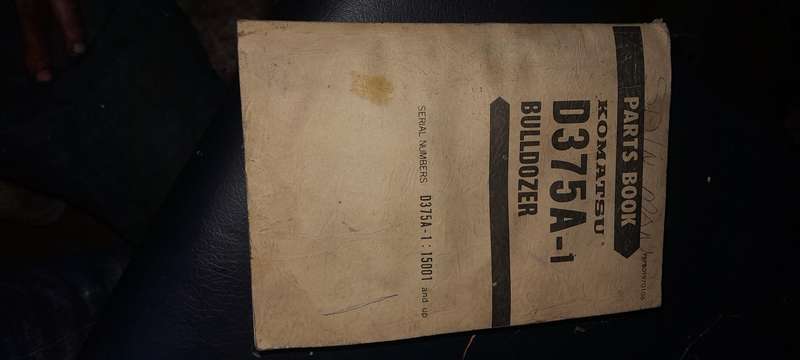 PARTS BOOK
KOMATSU
D375A-1
BULLDOZER
SERIAL NUMBERS D375A-1 : 15001 and up